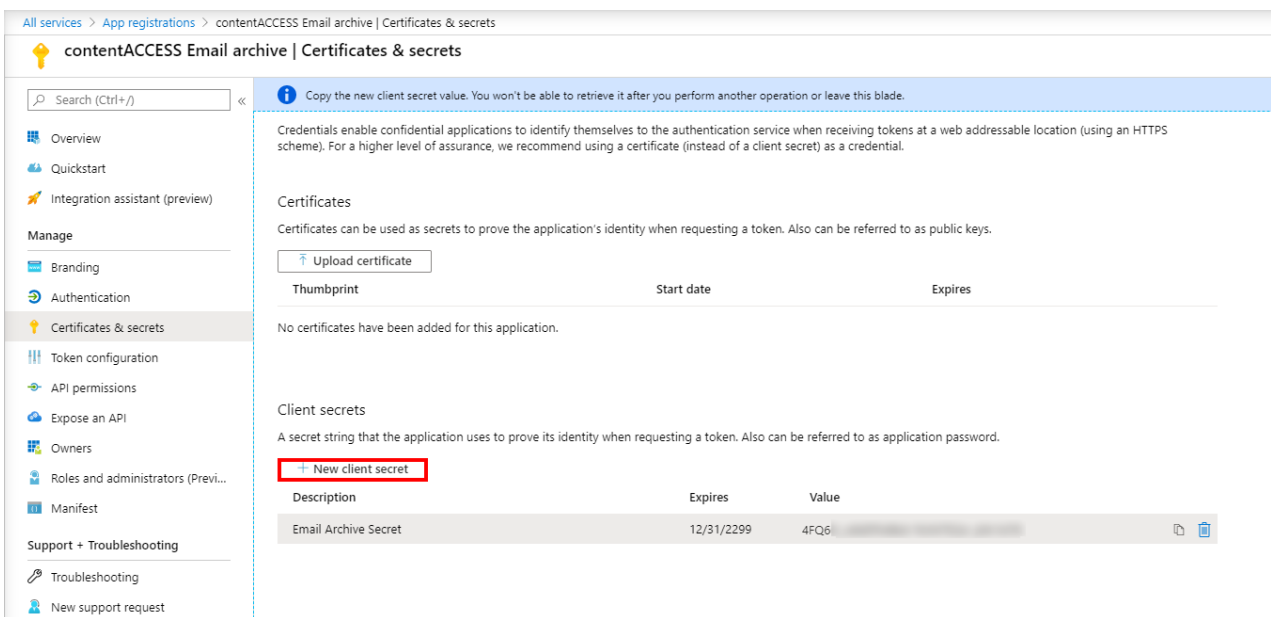 All services > App registrations > contentACCESS Email archive | Certificates & secrets
contentACCESS Email archive | Certificates & secrets
Search (Ctrl+/)
«
Overview
Quickstart
Integration assistant (preview)
Manage
Branding
Authentication
Certificates & secrets
Token configuration
API permissions
Expose an API
Owners
Roles and administrators (Previ...
Manifest
Support + Troubleshooting
Troubleshooting
New support request
Copy the new client secret value. You won't be able to retrieve it after you perform another operation or leave this blade.
Credentials enable confidential applications to identify themselves to the authentication service when receiving tokens at a web addressable location (using an HTTPS
scheme). For a higher level of assurance, we recommend using a certificate (instead of a client secret) as a credential.
Certificates
Certificates can be used as secrets to prove the application's identity when requesting a token. Also can be referred to as public keys.
Upload certificate
Thumbprint Start date Expires
No certificates have been added for this application.
Client secrets
A secret string that the application uses to prove its identity when requesting a token. Also can be referred to as application password.
+ New client secret
Description Expires Value
Email Archive Secret 12/31/2299 4FQ6